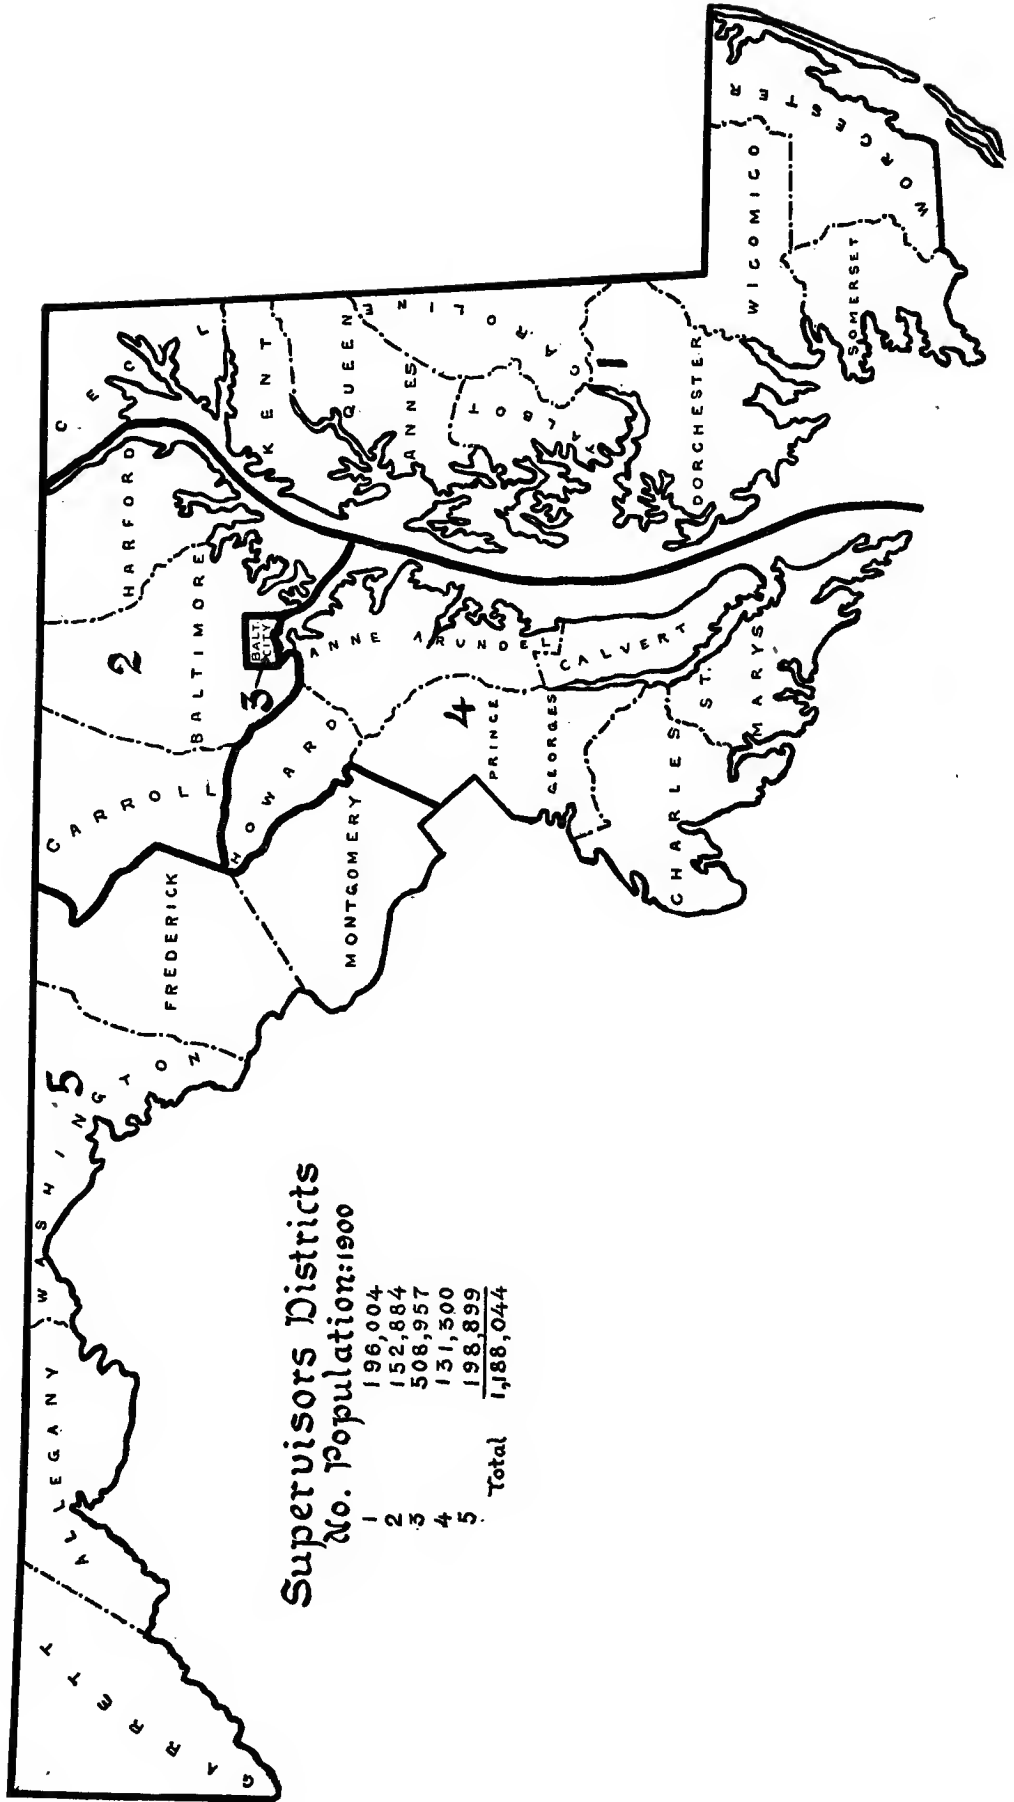 GARRETT
ALLEGANY
WASHINGTON
5
FREDERICK
MONTGOMERY
CARROLL
HOWARD
2
BALTIMORE
HARFORD
3
BALT.
CITY
ANNE ARUNDEL
4
PRINCE
GEORGES
CALVERT
CHARLES
ST.
MARYS
CECIL
KENT
QUEEN
ANNES
CAROLINE
TALBOT
1
DORCHESTER
WICOMICO
SOMERSET
WORCESTER
Supervisors Districts
No. Population:1900
1 196,004
2 152,884
3 508,957
4 131,300
5 198,899
Total 1,188,044